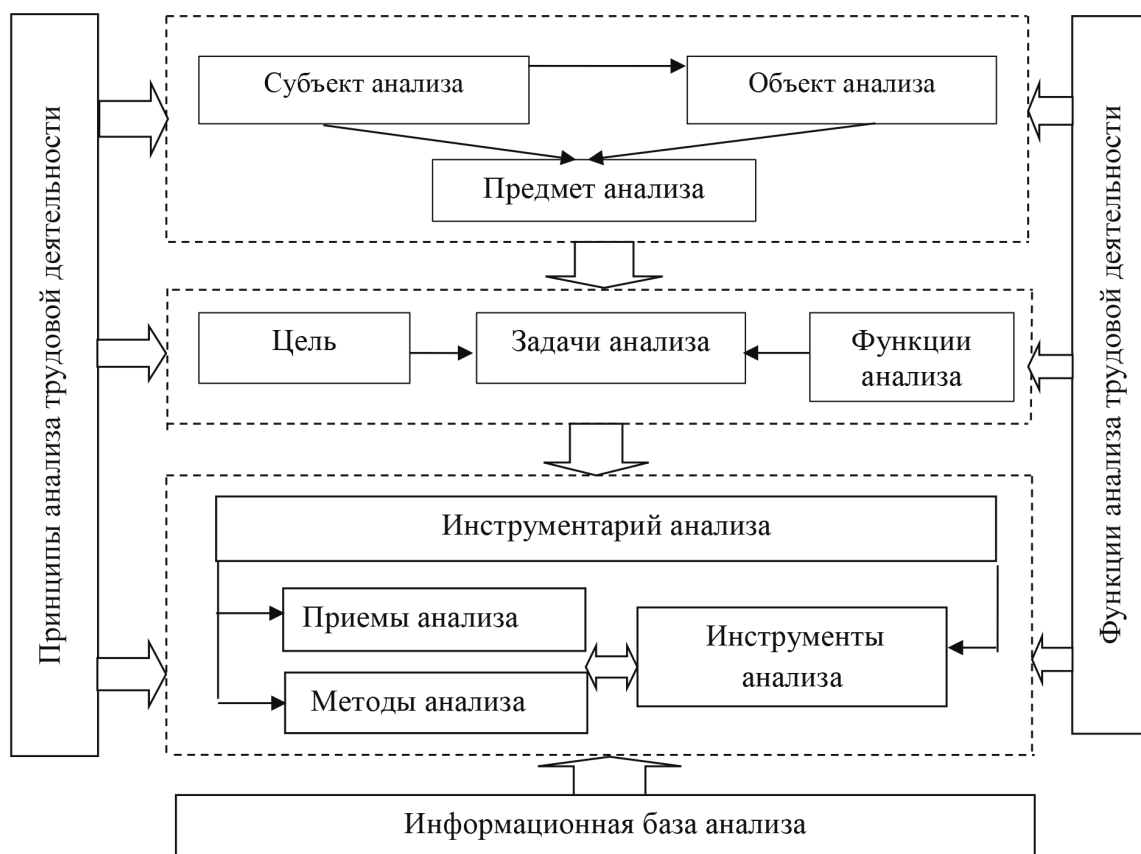 Принципы анализа трудовой деятельности
Субъект анализа
Объект анализа
Предмет анализа
Цель
Задачи анализа
Функции
анализа
Инструментарий анализа
Приемы анализа
Методы анализа
Инструменты
анализа
Информационная база анализа
Функции анализа трудовой деятельности